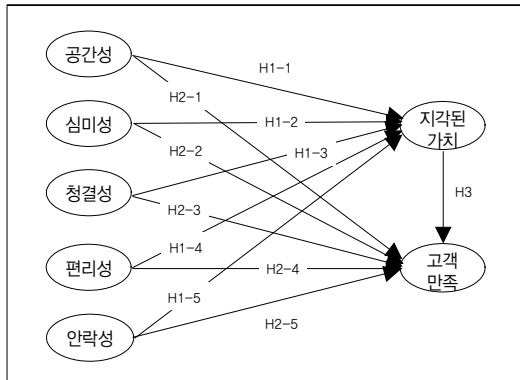 공간성
H1-1
H2-1
심미성
H1-2
지각된
가치
H2-2
H1-3
청결성
H3
H2-3
H1-4
편리성
H2-4
고객
만족
H1-5
안락성
H2-5